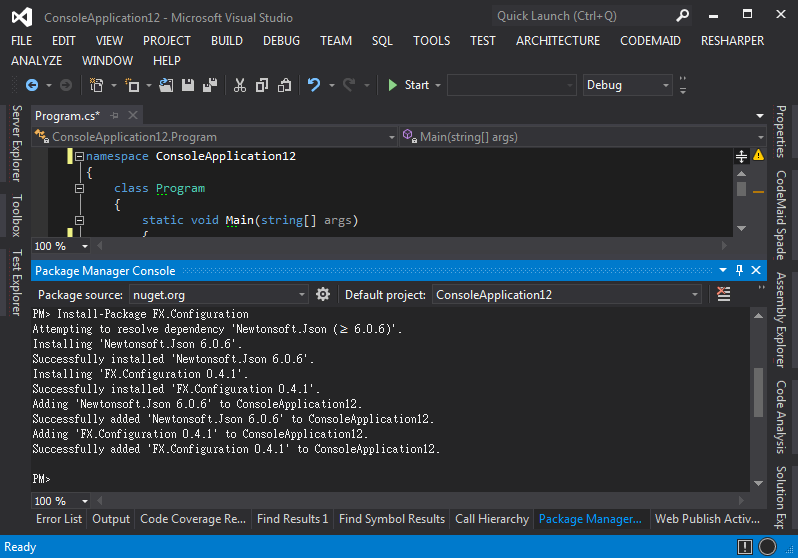 ConsoleApplication12 - Microsoft Visual Studio
Quick Launch (Ctrl+Q)
FILE EDIT VIEW PROJECT BUILD DEBUG TEAM SQL TOOLS TEST ARCHITECTURE CODEMAID RESHARPER
ANALYZE WINDOW HELP
Start Debug
Server Explorer
Toolbox
Test Explorer
Program.cs*
ConsoleApplication12.Program Main(string[] args)
namespace ConsoleApplication12
{
class Program
{
static void Main(string[] args)
{
100 %
Package Manager Console
Package source: nuget.org Default project: ConsoleApplication12
PM> Install-Package FX.Configuration
Attempting to resolve dependency 'Newtonsoft.Json (≥ 6.0.6)'.
Installing 'Newtonsoft.Json 6.0.6'.
Successfully installed 'Newtonsoft.Json 6.0.6'.
Installing 'FX.Configuration 0.4.1'.
Successfully installed 'FX.Configuration 0.4.1'.
Adding 'Newtonsoft.Json 6.0.6' to ConsoleApplication12.
Successfully added 'Newtonsoft.Json 6.0.6' to ConsoleApplication12.
Adding 'FX.Configuration 0.4.1' to ConsoleApplication12.
Successfully added 'FX.Configuration 0.4.1' to ConsoleApplication12.
PM>
100 %
Error List Output Code Coverage Re... Find Results 1 Find Symbol Results Call Hierarchy Package Manager... Web Publish Activ...
Properties
CodeMaid Spade
Assembly Explorer
Code Analysis
Solution Exp
Ready